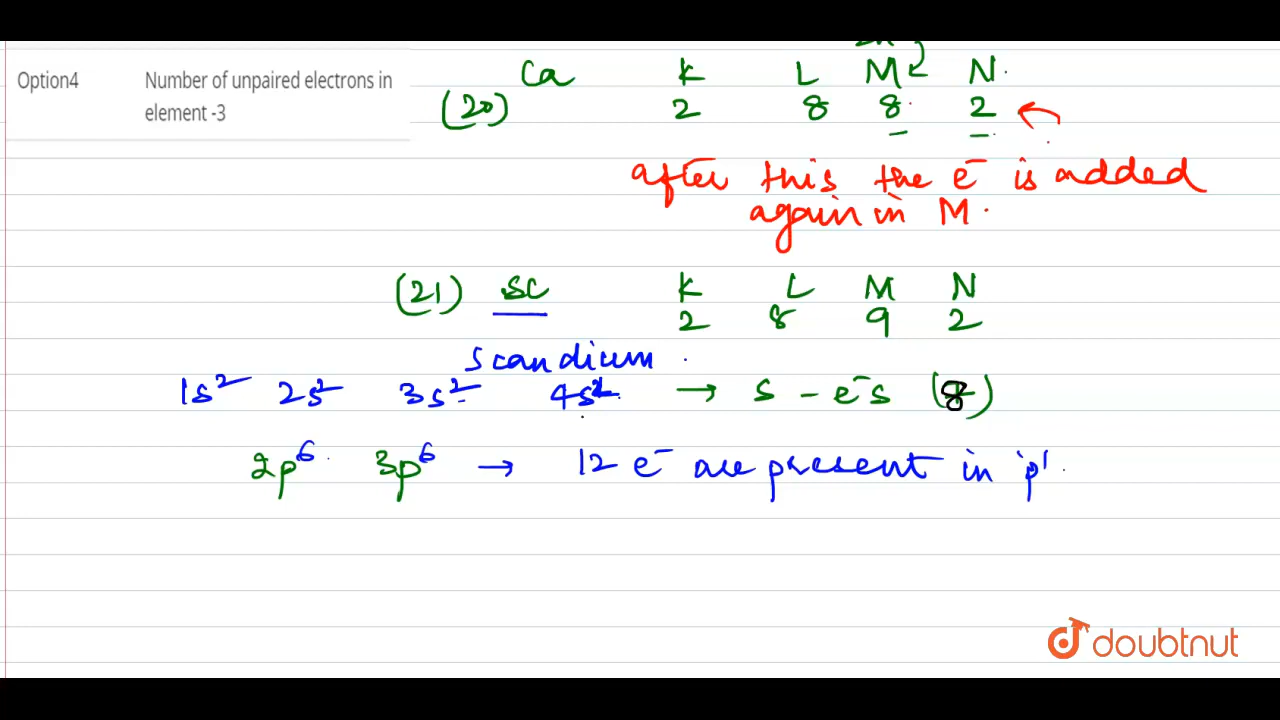 Option4 Number of unpaired electrons in
element -3
Ca K L M N
(20) 2 8 8 2
after this the e⁻ is added
again in M.
(21) Sc K L M N
2 8 9 2
Scandium
1s² 2s² 3s² 4s² → s - e⁻s (8)
2p⁶ 3p⁶ → 12 e⁻ are present in 'p'
doubtnut